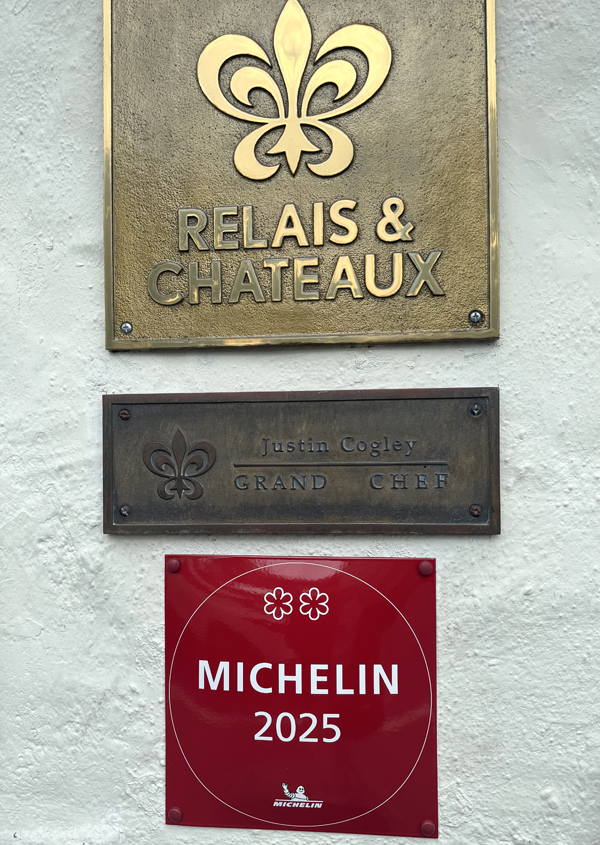 RELAIS &
CHATEAUX
Justin Cogley
GRAND CHEF
MICHELIN
2025
MICHELIN